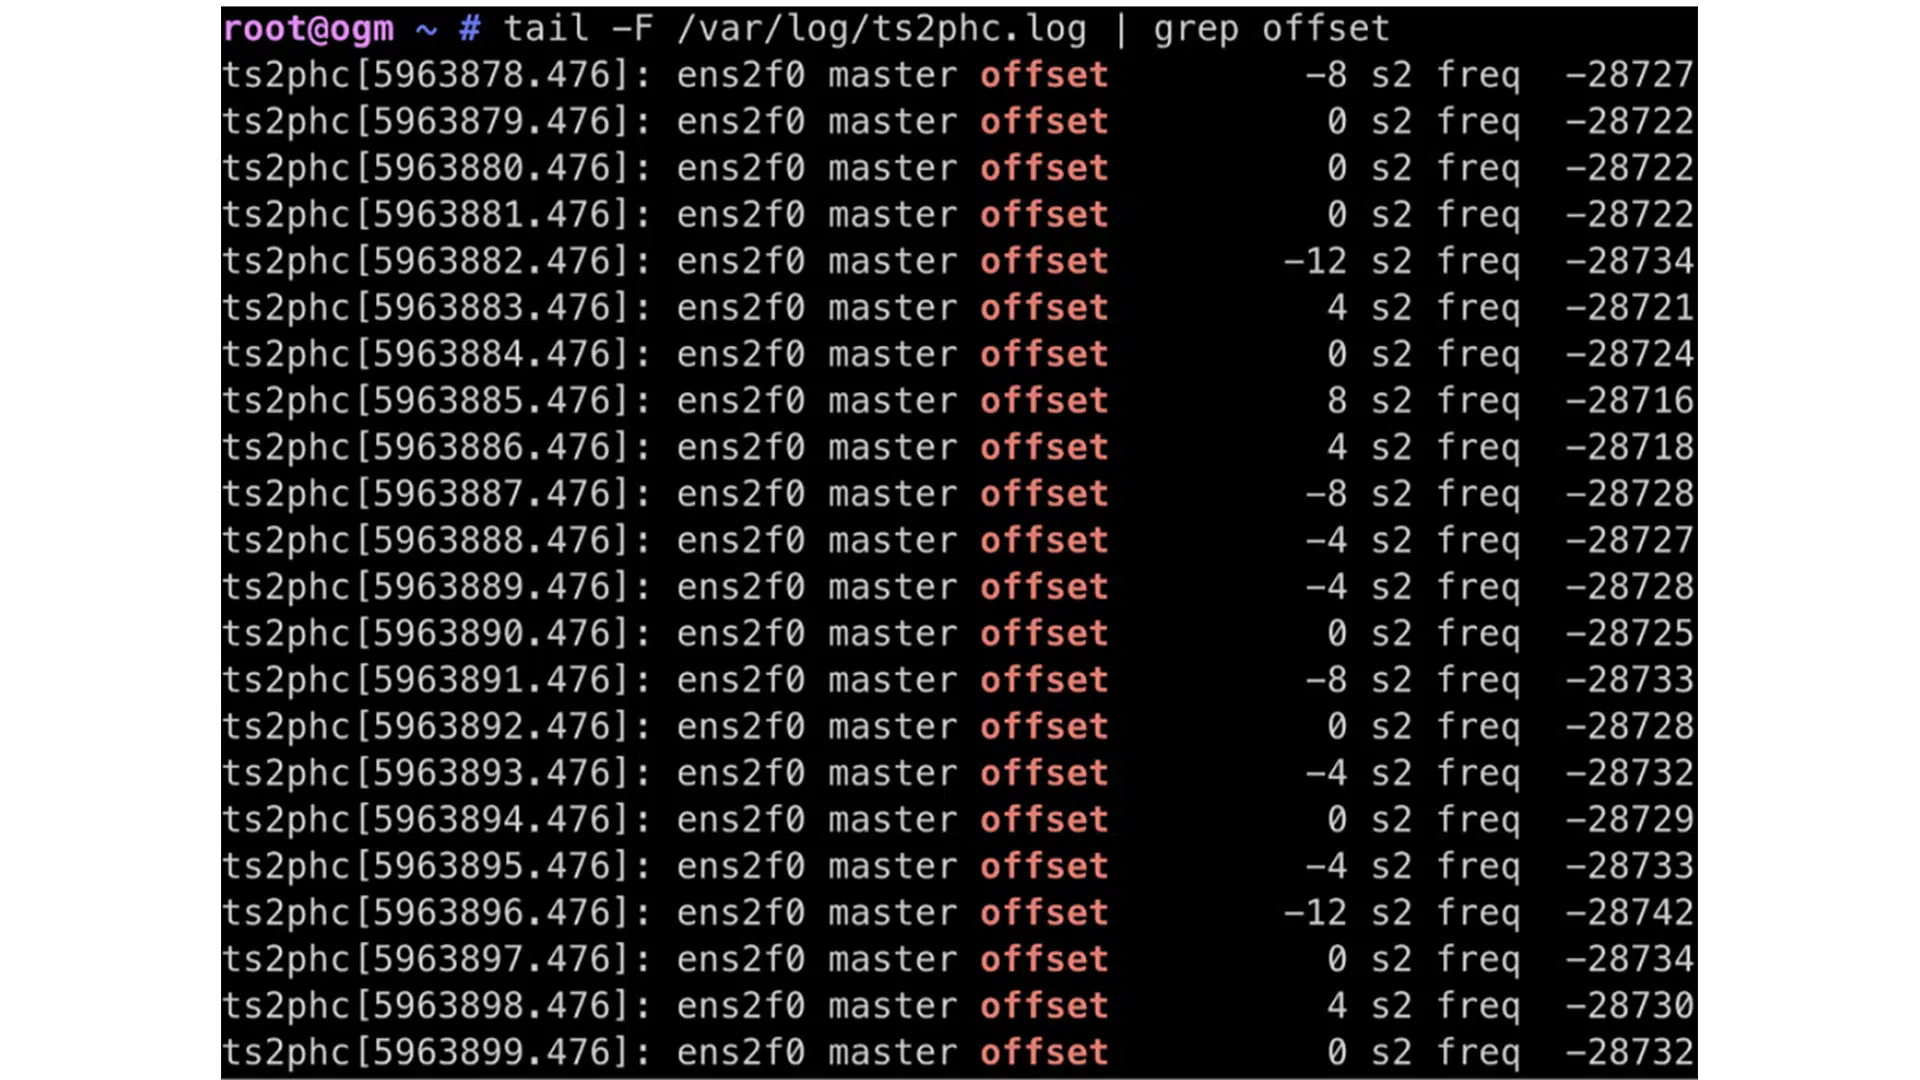 root@ogm ~ # tail -F /var/log/ts2phc.log | grep offset
ts2phc[5963878.476]: ens2f0 master offset -8 s2 freq -28727
ts2phc[5963879.476]: ens2f0 master offset 0 s2 freq -28722
ts2phc[5963880.476]: ens2f0 master offset 0 s2 freq -28722
ts2phc[5963881.476]: ens2f0 master offset 0 s2 freq -28722
ts2phc[5963882.476]: ens2f0 master offset -12 s2 freq -28734
ts2phc[5963883.476]: ens2f0 master offset 4 s2 freq -28721
ts2phc[5963884.476]: ens2f0 master offset 0 s2 freq -28724
ts2phc[5963885.476]: ens2f0 master offset 8 s2 freq -28716
ts2phc[5963886.476]: ens2f0 master offset 4 s2 freq -28718
ts2phc[5963887.476]: ens2f0 master offset -8 s2 freq -28728
ts2phc[5963888.476]: ens2f0 master offset -4 s2 freq -28727
ts2phc[5963889.476]: ens2f0 master offset -4 s2 freq -28728
ts2phc[5963890.476]: ens2f0 master offset 0 s2 freq -28725
ts2phc[5963891.476]: ens2f0 master offset -8 s2 freq -28733
ts2phc[5963892.476]: ens2f0 master offset 0 s2 freq -28728
ts2phc[5963893.476]: ens2f0 master offset -4 s2 freq -28732
ts2phc[5963894.476]: ens2f0 master offset 0 s2 freq -28729
ts2phc[5963895.476]: ens2f0 master offset -4 s2 freq -28733
ts2phc[5963896.476]: ens2f0 master offset -12 s2 freq -28742
ts2phc[5963897.476]: ens2f0 master offset 0 s2 freq -28734
ts2phc[5963898.476]: ens2f0 master offset 4 s2 freq -28730
ts2phc[5963899.476]: ens2f0 master offset 0 s2 freq -28732